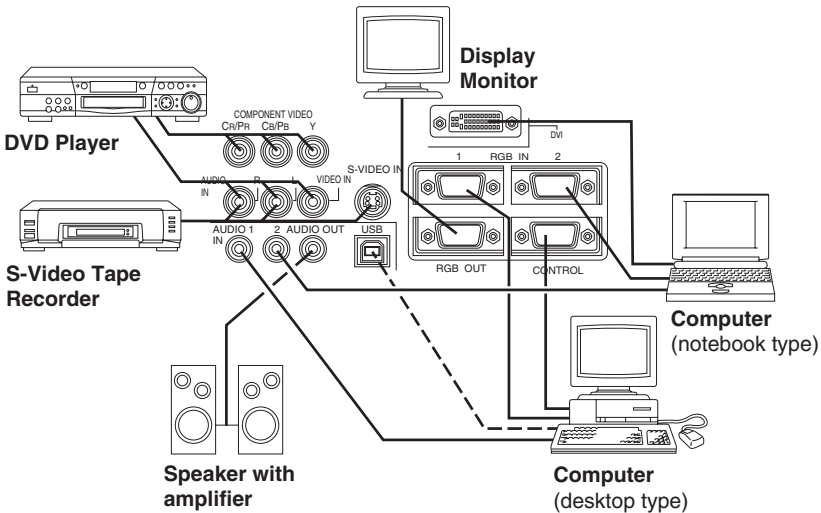 Display
Monitor
DVD Player
COMPONENT VIDEO
CR/PR CB/PB Y
DVI
1 RGB IN 2
S-VIDEO IN
AUDIO IN R L VIDEO IN
AUDIO 1 IN 2 AUDIO OUT USB
RGB OUT CONTROL
S-Video Tape
Recorder
Computer
(notebook type)
Speaker with
amplifier
Computer
(desktop type)